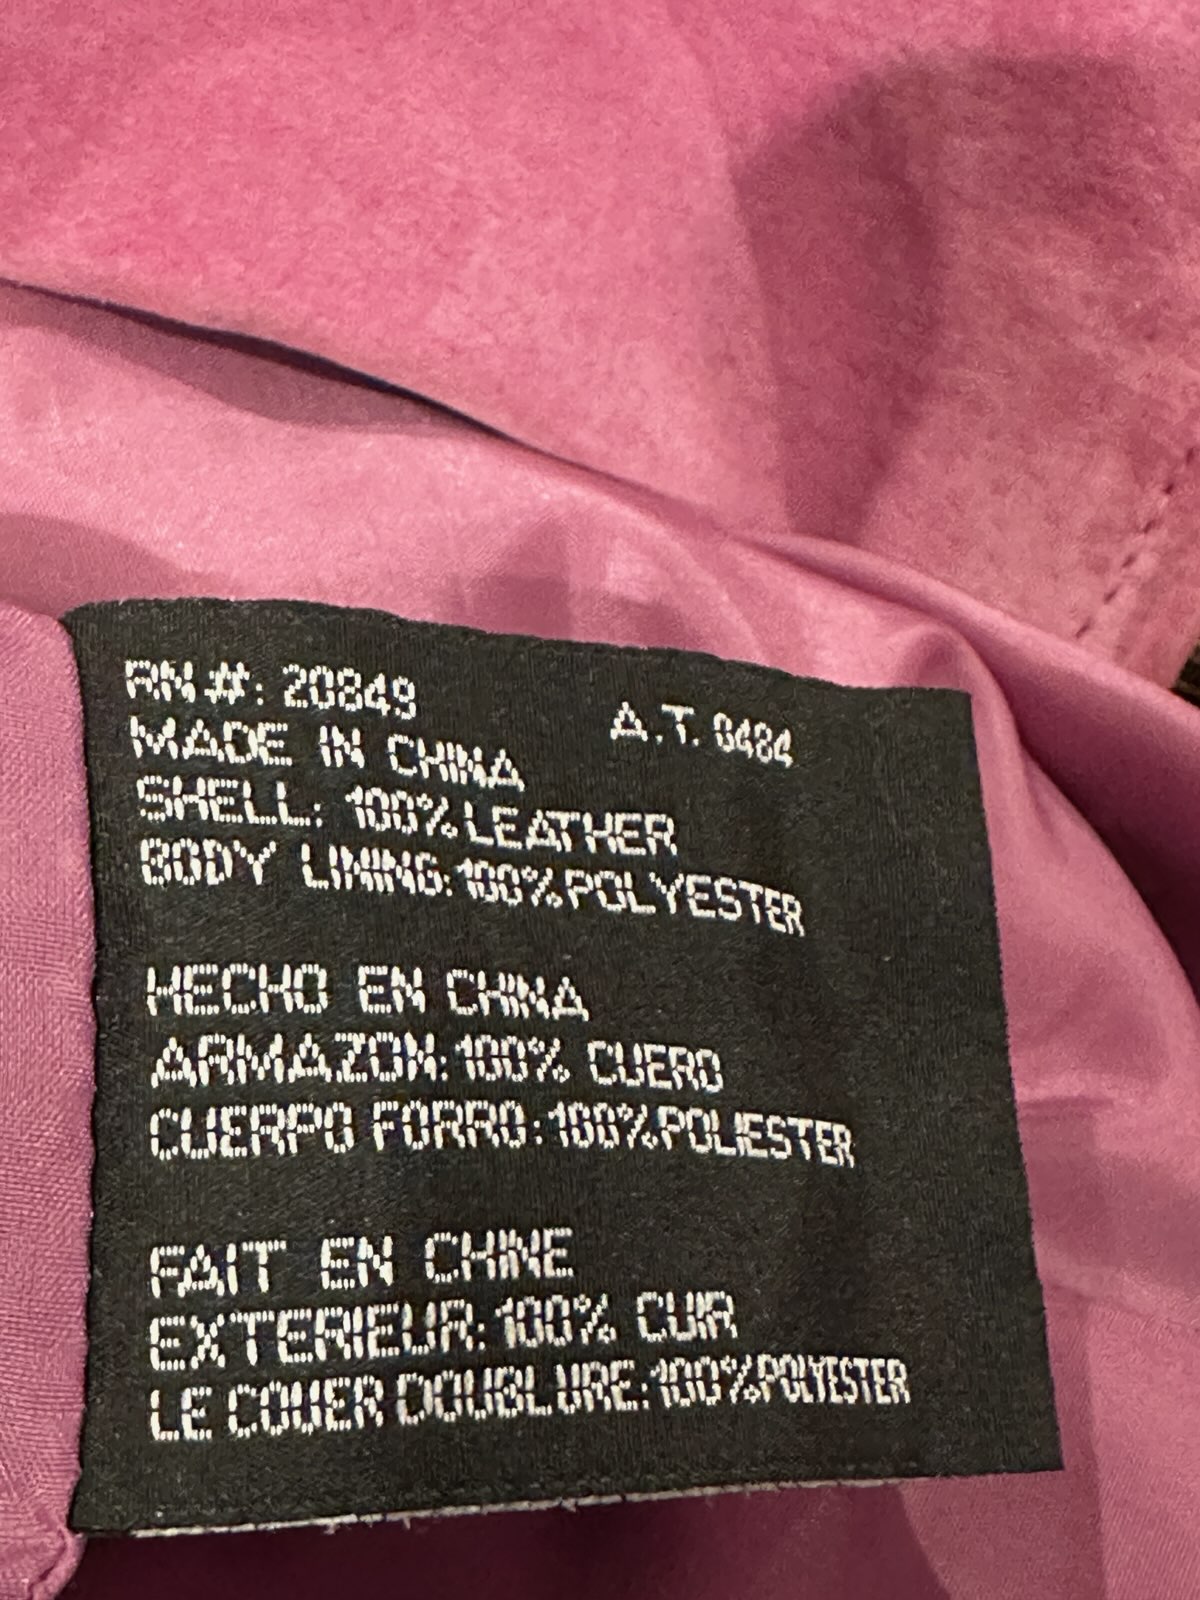 RN#: 20849
A.T. 0484
MADE IN CHINA
SHELL: 100% LEATHER
BODY LINING: 100% POLYESTER
HECHO EN CHINA
ARMAZON: 100% CUERO
CUERPO FORRO: 100% POLIESTER
FAIT EN CHINE
EXTERIEUR: 100% CUIR
LE COUER DOUBLURE: 100% POLYESTER